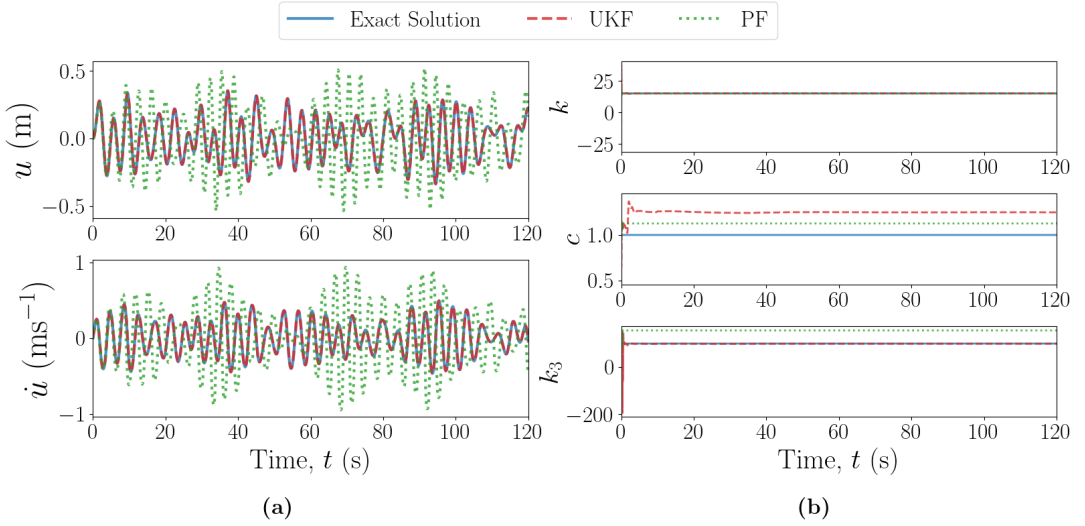 Exact Solution UKF PF
u (m)
0.5
0.0
−0.5
0 20 40 60 80 100 120
u̇ (ms⁻¹)
1
0
−1
0 20 40 60 80 100 120
Time, t (s)
(a)
k
25
0
−25
0 20 40 60 80 100 120
c
1.0
0.5
0 20 40 60 80 100 120
k₃
0
−200
0 20 40 60 80 100 120
Time, t (s)
(b)